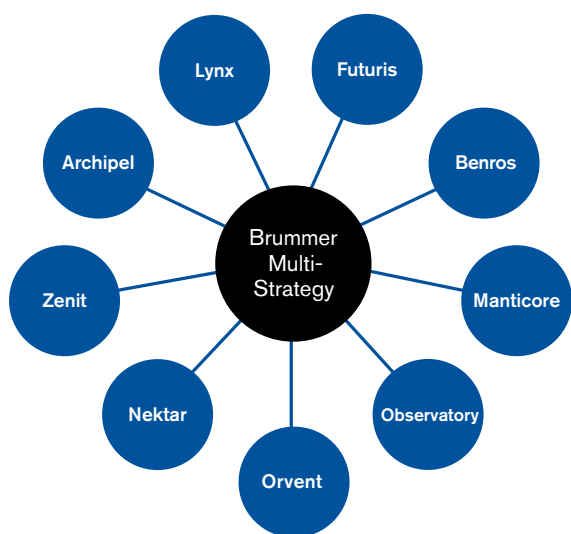 Lynx
Futuris
Archipel
Benros
Brummer
Multi-
Strategy
Zenit
Manticore
Nektar
Observatory
Orvent